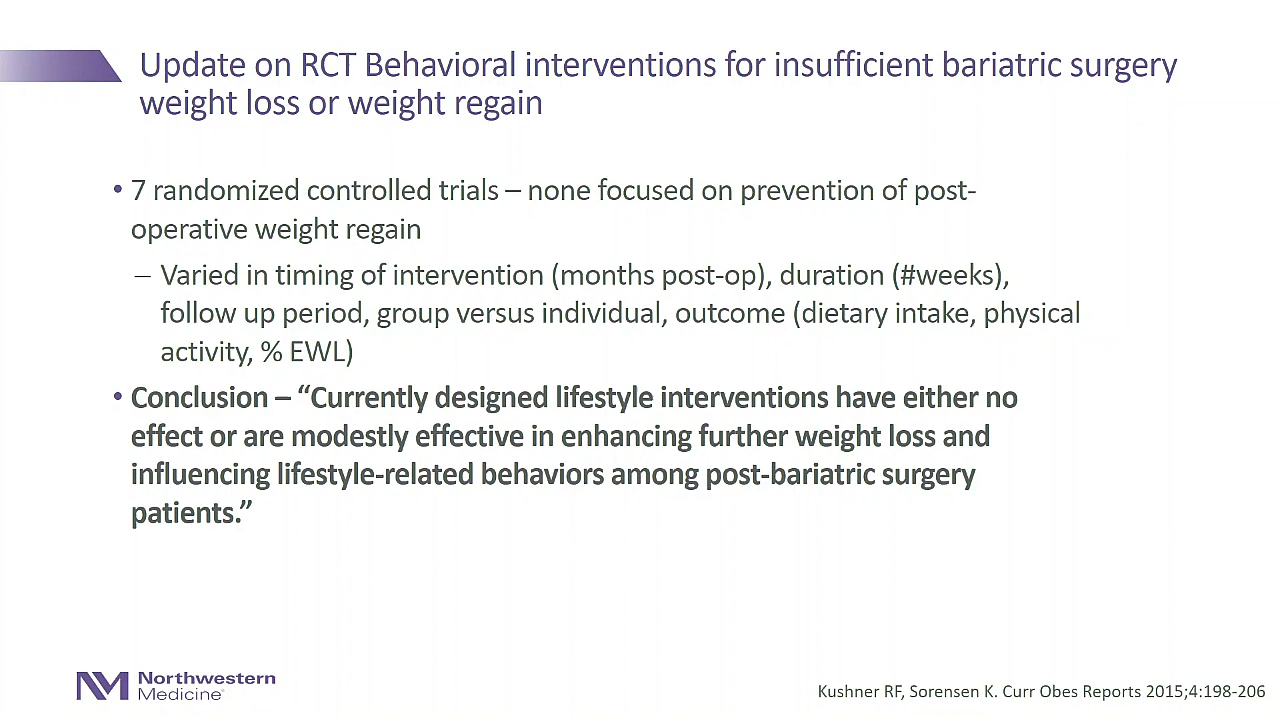 Update on RCT Behavioral interventions for insufficient bariatric surgery
weight loss or weight regain
• 7 randomized controlled trials – none focused on prevention of post-
operative weight regain
– Varied in timing of intervention (months post-op), duration (#weeks),
follow up period, group versus individual, outcome (dietary intake, physical
activity, % EWL)
• Conclusion – “Currently designed lifestyle interventions have either no
effect or are modestly effective in enhancing further weight loss and
influencing lifestyle-related behaviors among post-bariatric surgery
patients.”
NM Northwestern
Medicine®
Kushner RF, Sorensen K. Curr Obes Reports 2015;4:198-206